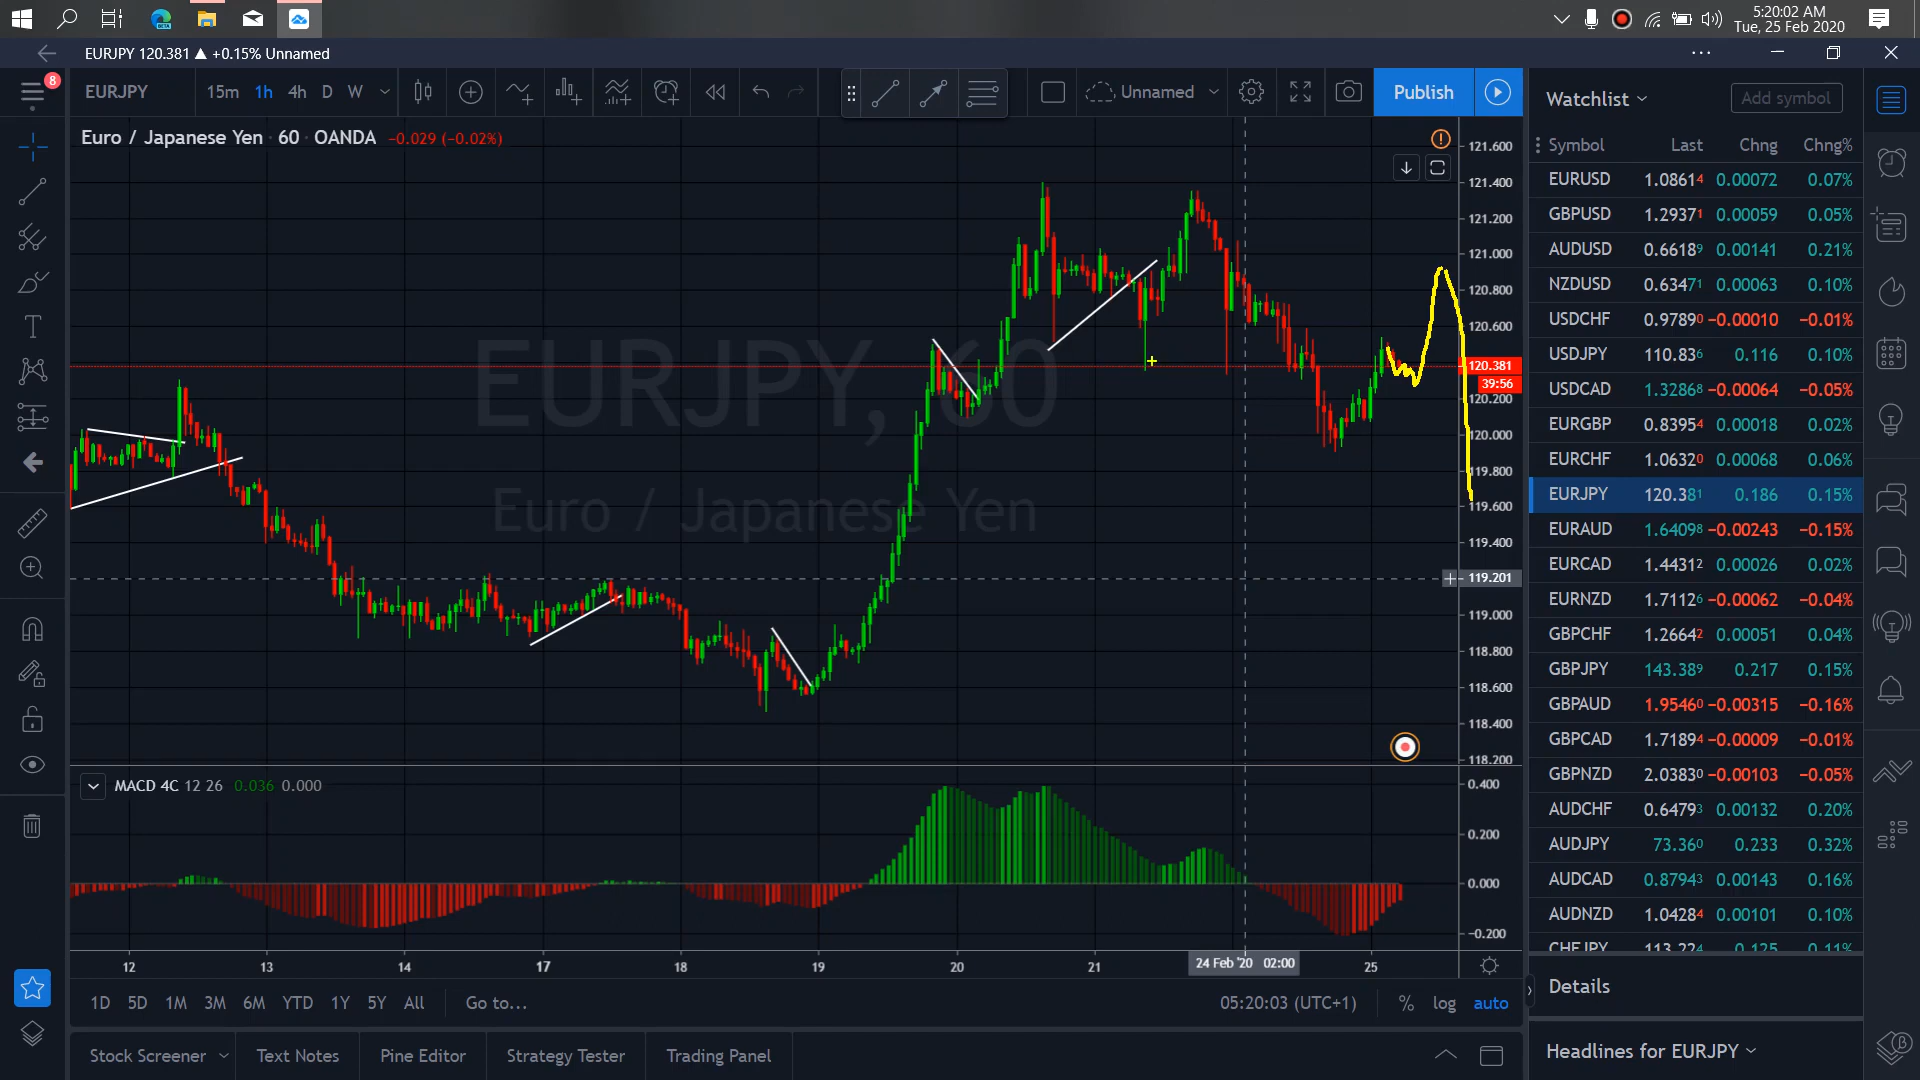 5:20:02 AM
Tue, 25 Feb 2020
EURJPY 120.381 ▲ +0.15% Unnamed
8
EURJPY 15m 1h 4h D W Unnamed Publish
Watchlist Add symbol
Euro / Japanese Yen · 60 · OANDA −0.029 (−0.02%)
Symbol Last Chng Chng%
EURUSD 1.08614 0.00072 0.07%
GBPUSD 1.29371 0.00059 0.05%
AUDUSD 0.66189 0.00141 0.21%
NZDUSD 0.63471 0.00063 0.10%
USDCHF 0.97890 −0.00010 −0.01%
USDJPY 110.836 0.116 0.10%
USDCAD 1.32868 −0.00064 −0.05%
EURGBP 0.83954 0.00018 0.02%
EURCHF 1.06320 0.00068 0.06%
EURJPY 120.381 0.186 0.15%
EURAUD 1.64098 −0.00243 −0.15%
EURCAD 1.44312 0.00026 0.02%
EURNZD 1.71126 −0.00062 −0.04%
GBPCHF 1.26642 0.00051 0.04%
GBPJPY 143.389 0.217 0.15%
GBPAUD 1.95460 −0.00315 −0.16%
GBPCAD 1.71894 −0.00009 −0.01%
GBPNZD 2.03830 −0.00103 −0.05%
AUDCHF 0.64793 0.00132 0.20%
AUDJPY 73.360 0.233 0.32%
AUDCAD 0.87943 0.00143 0.16%
AUDNZD 1.04284 0.00101 0.10%
CHFJPY 113.224 0.125 0.11%
121.600
121.400
121.200
121.000
120.800
120.600
120.381
39:56
120.200
120.000
119.800
119.600
119.400
119.201
119.000
118.800
118.600
118.400
118.200
EURJPY, 60
Euro / Japanese Yen
MACD 4C 12 26 0.036 0.000
0.400
0.200
0.000
−0.200
12 13 14 17 18 19 20 21 24 Feb '20 02:00 25
1D 5D 1M 3M 6M YTD 1Y 5Y All Go to... 05:20:03 (UTC+1) % log auto
Details
Stock Screener Text Notes Pine Editor Strategy Tester Trading Panel
Headlines for EURJPY